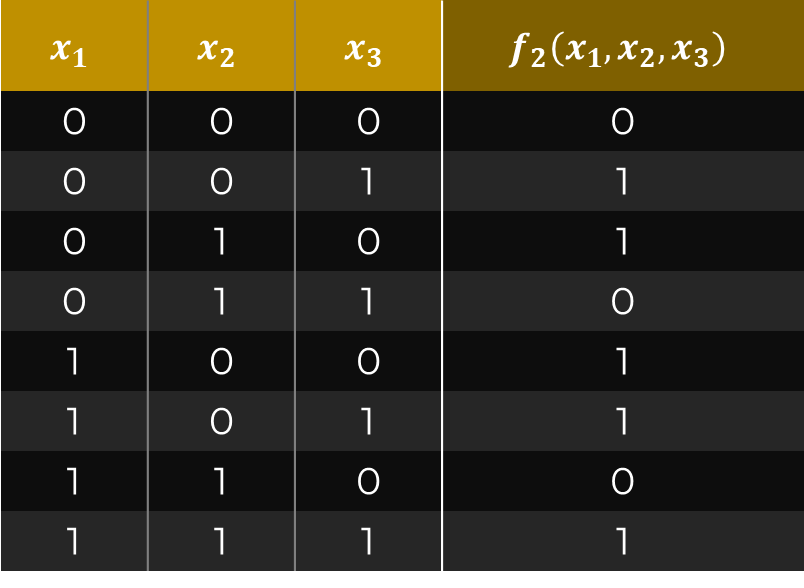 x₁ x₂ x₃ f₂(x₁, x₂, x₃)
0 0 0 0
0 0 1 1
0 1 0 1
0 1 1 0
1 0 0 1
1 0 1 1
1 1 0 0
1 1 1 1